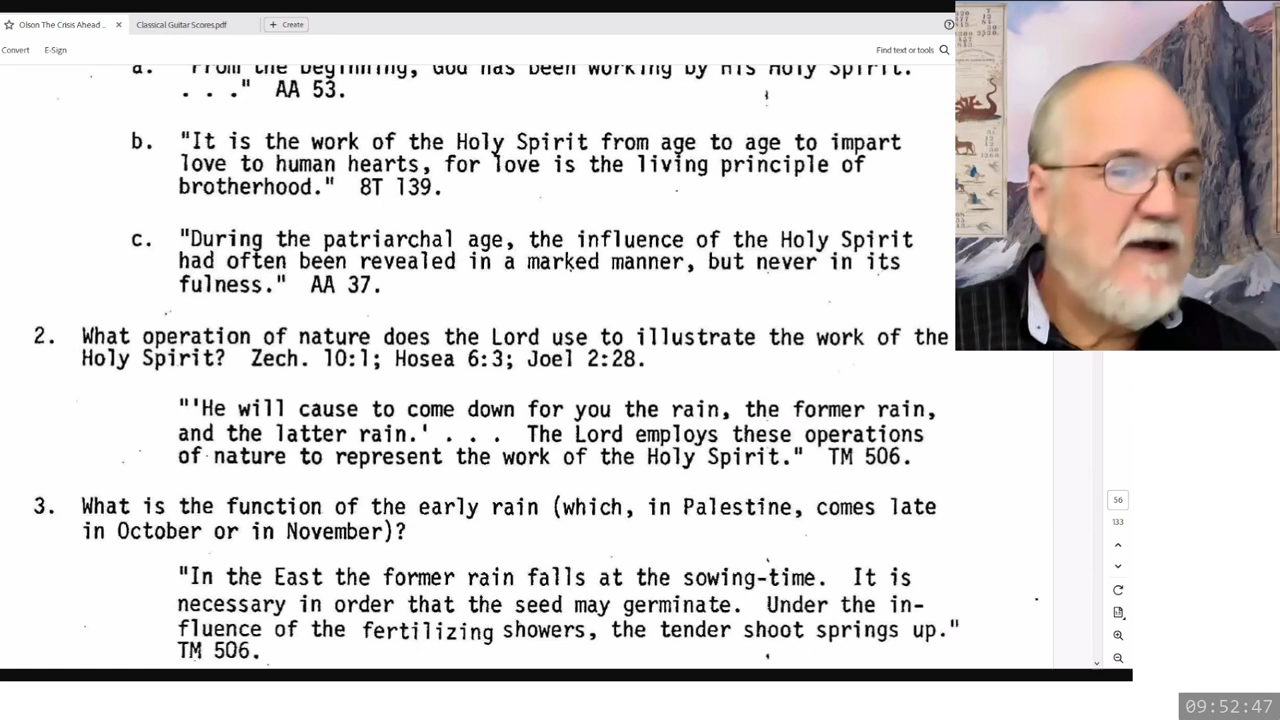 Olson The Crisis Ahead ...
Classical Guitar Scores.pdf
+ Create
Convert
E-Sign
Find text or tools
a. "From the beginning, God has been working by His Holy Spirit.
. . ." AA 53.
b. "It is the work of the Holy Spirit from age to age to impart
love to human hearts, for love is the living principle of
brotherhood." 8T 139.
c. "During the patriarchal age, the influence of the Holy Spirit
had often been revealed in a marked manner, but never in its
fulness." AA 37.
2. What operation of nature does the Lord use to illustrate the work of the
Holy Spirit? Zech. 10:1; Hosea 6:3; Joel 2:28.
"'He will cause to come down for you the rain, the former rain,
and the latter rain.' . . . The Lord employs these operations
of nature to represent the work of the Holy Spirit." TM 506.
3. What is the function of the early rain (which, in Palestine, comes late
in October or in November)?
"In the East the former rain falls at the sowing-time. It is
necessary in order that the seed may germinate. Under the in-
fluence of the fertilizing showers, the tender shoot springs up."
TM 506.
56
133
09:52:47